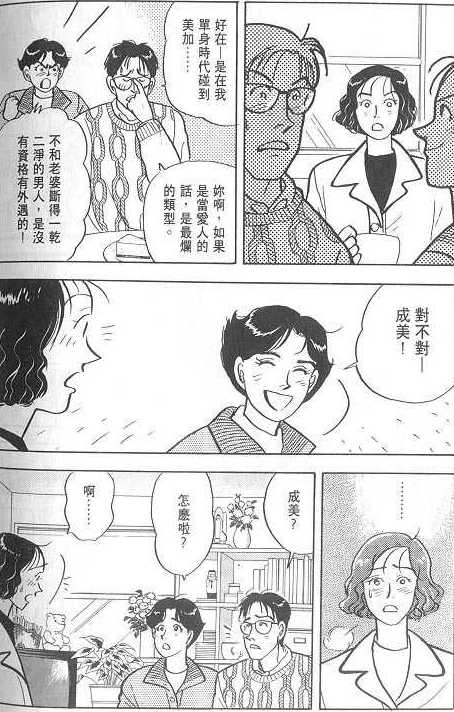 好在—是在我
單身時代碰到
美加……
妳啊，如果
是當愛人的
話，是最爛
的類型。
不和老婆斷得一乾
二淨的男人，是沒
有資格有外遇的！
對不對—
成美！
……
成美？
怎麼啦？
啊……